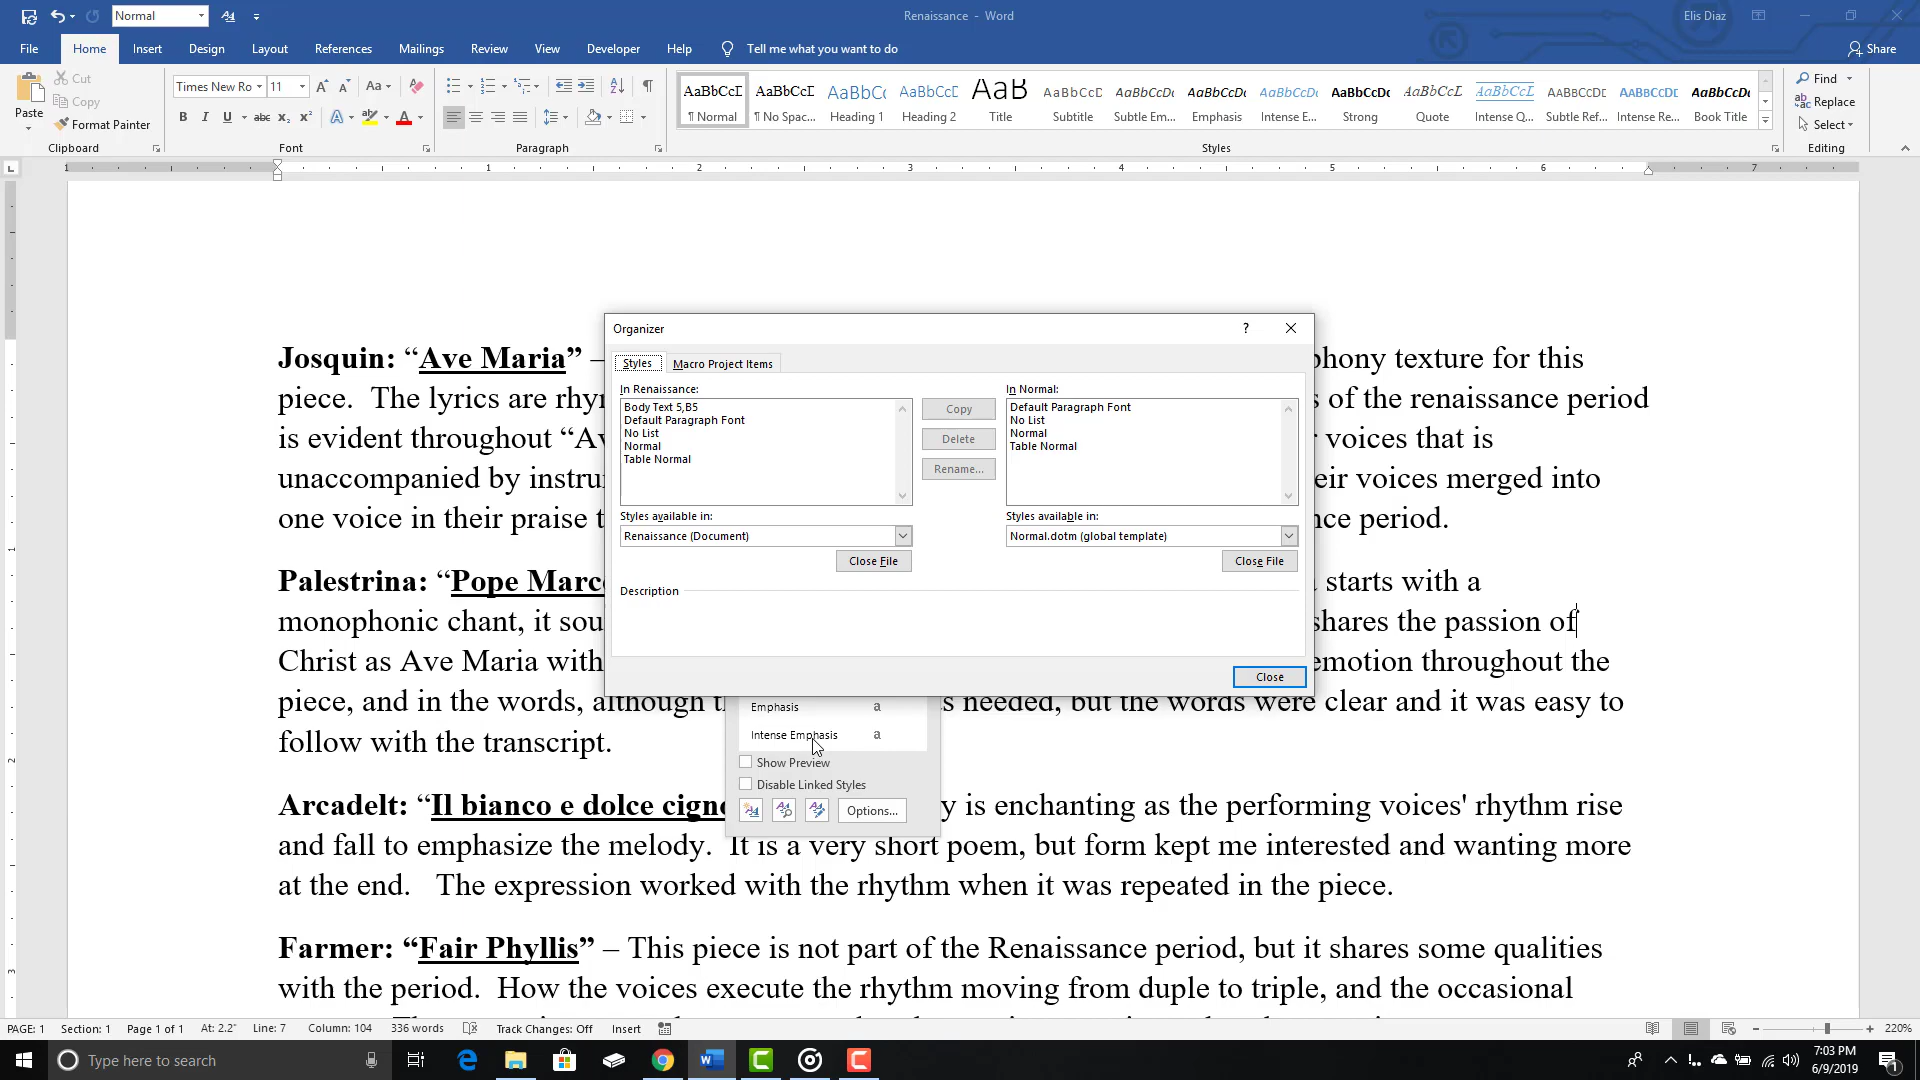 Normal
Renaissance - Word
Elis Diaz
File Home Insert Design Layout References Mailings Review View Developer Help Tell me what you want to do Share
Paste
Cut
Copy
Format Painter
Clipboard
Times New Ro 11
Font
Paragraph
AaBbCcD AaBbCcD AaBbCc AaBbCcD AaB AaBbCcD AaBbCcDc AaBbCcDc AaBbCcDc AaBbCcDc AaBbCcD AaBbCcD AABBCCDD AABBCCDE AaBbCcDc
¶ Normal ¶ No Spac... Heading 1 Heading 2 Title Subtitle Subtle Em... Emphasis Intense E... Strong Quote Intense Q... Subtle Ref... Intense Re... Book Title
Styles
Find
Replace
Select
Editing
1 1 2 3 4 5 6 7
Josquin: “Ave Maria” –
phony texture for this
piece.  The lyrics are rhy
s of the renaissance period
is evident throughout “Av
r voices that is
unaccompanied by instru
eir voices merged into
one voice in their praise t
ce period.
Palestrina: “Pope Marc
starts with a
monophonic chant, it sou
shares the passion of
Christ as Ave Maria with
emotion throughout the
piece, and in the words, although t
s needed, but the words were clear and it was easy to
follow with the transcript.
Arcadelt: “Il bianco e dolce cign
y is enchanting as the performing voices' rhythm rise
and fall to emphasize the melody.  It is a very short poem, but form kept me interested and wanting more
at the end.   The expression worked with the rhythm when it was repeated in the piece.
Farmer: “Fair Phyllis” – This piece is not part of the Renaissance period, but it shares some qualities
with the period.  How the voices execute the rhythm moving from duple to triple, and the occasional
Organizer
?
Styles Macro Project Items
In Renaissance:
Body Text 5,B5
Default Paragraph Font
No List
Normal
Table Normal
Copy
Delete
Rename...
In Normal:
Default Paragraph Font
No List
Normal
Table Normal
Styles available in:
Renaissance (Document)
Close File
Styles available in:
Normal.dotm (global template)
Close File
Description
Close
Emphasis a
Intense Emphasis a
Show Preview
Disable Linked Styles
Options...
PAGE: 1 Section: 1 Page 1 of 1 At: 2.2" Line: 7 Column: 104 336 words Track Changes: Off Insert 220%
Type here to search
7:03 PM
6/9/2019
1